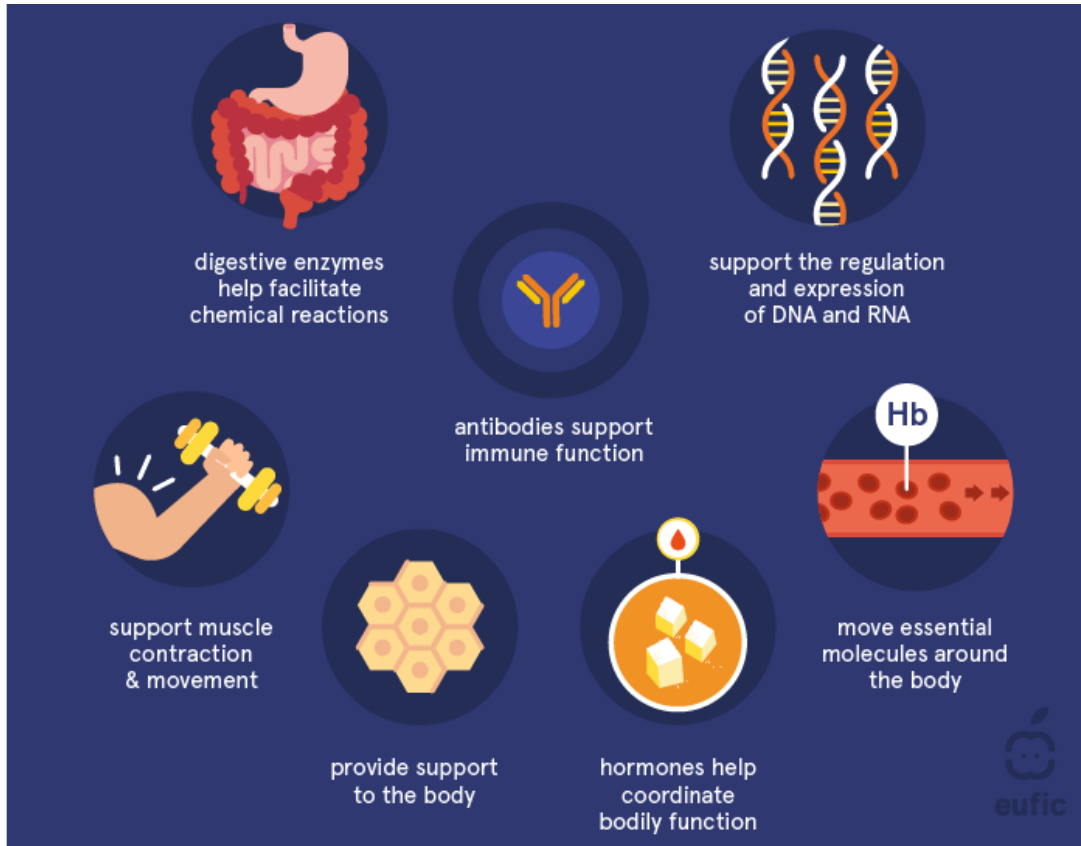 digestive enzymes
help facilitate
chemical reactions
support the regulation
and expression
of DNA and RNA
antibodies support
immune function
Hb
support muscle
contraction
& movement
move essential
molecules around
the body
provide support
to the body
hormones help
coordinate
bodily function
eufic